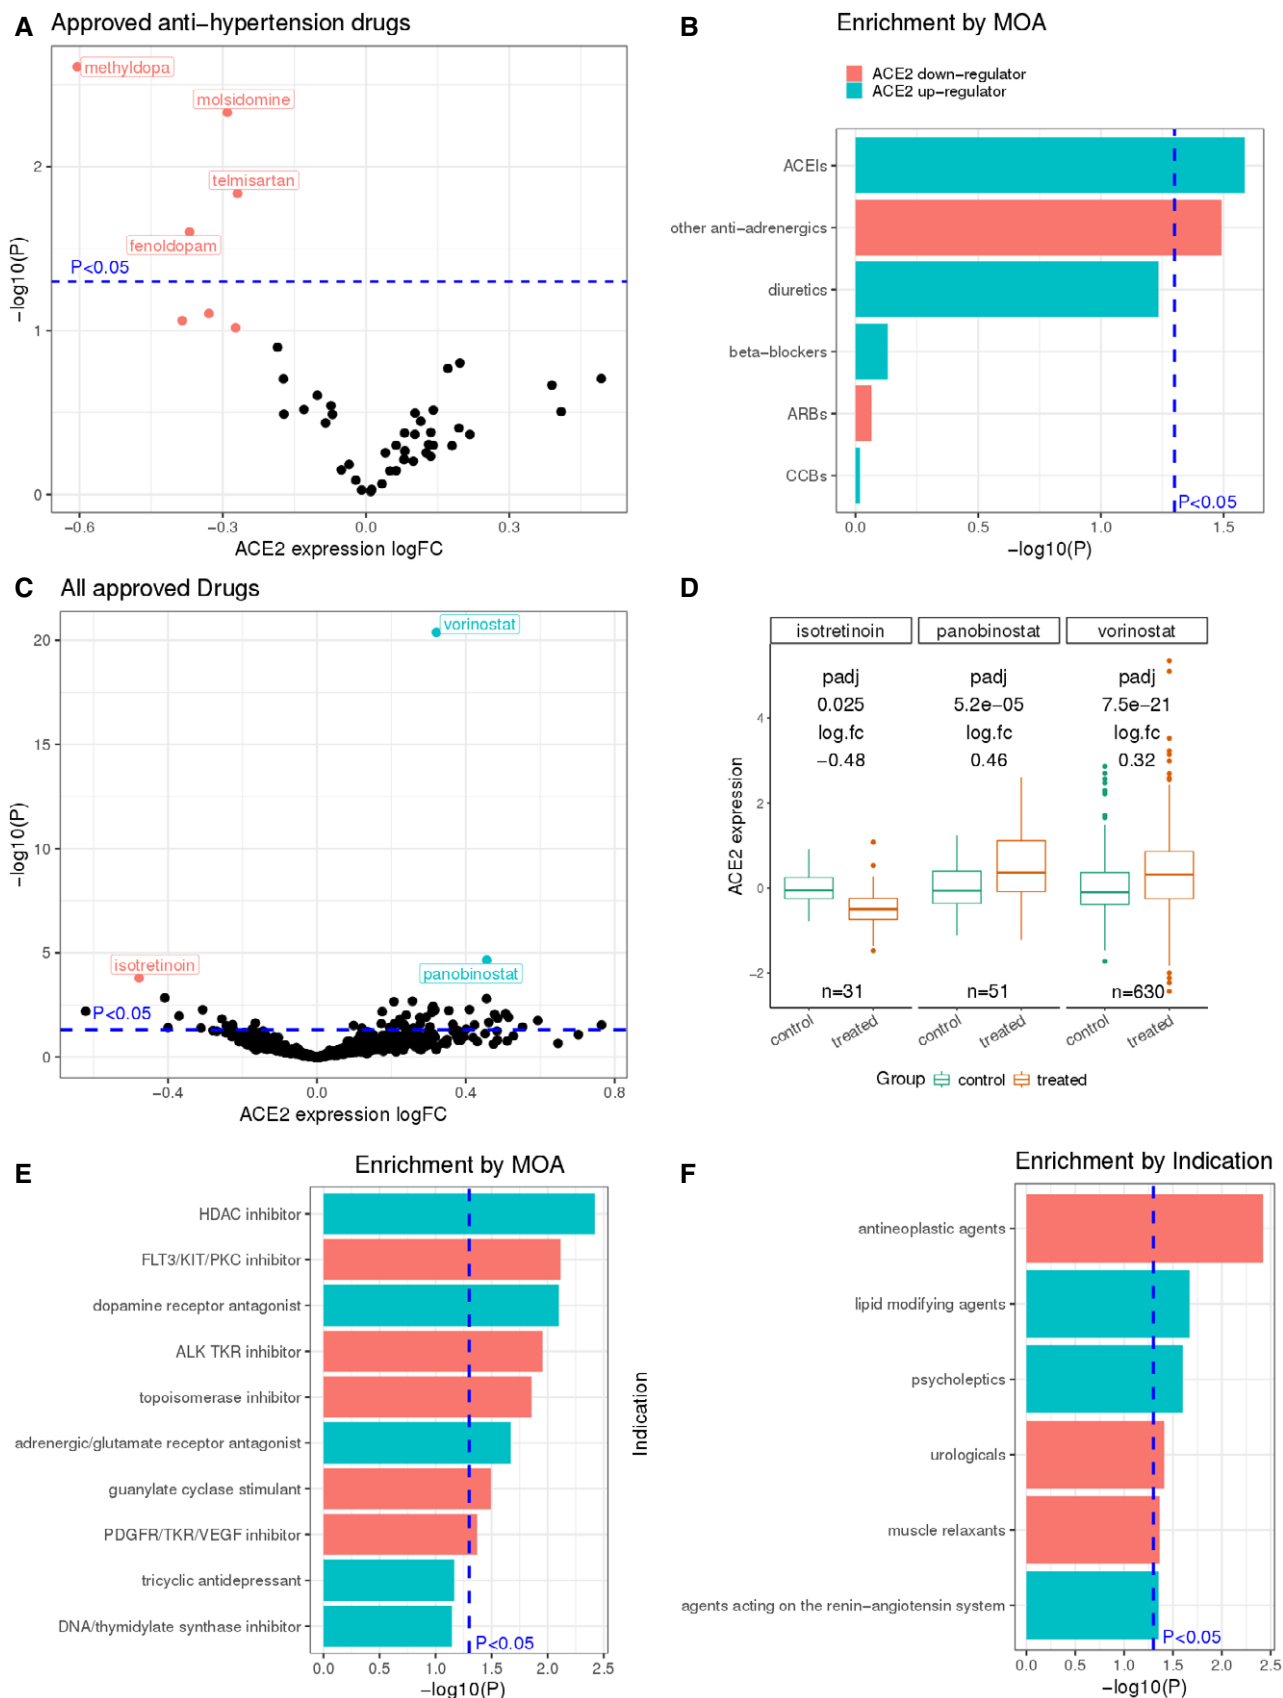 A Approved anti−hypertension drugs
methyldopa
molsidomine
telmisartan
fenoldopam
P<0.05
−log10(P)
2
1
0
−0.6 −0.3 0.0 0.3
ACE2 expression logFC
B Enrichment by MOA
ACE2 down−regulator
ACE2 up−regulator
ACEIs
other anti−adrenergics
diuretics
beta−blockers
ARBs
CCBs
P<0.05
0.0 0.5 1.0 1.5
−log10(P)
C All approved Drugs
vorinostat
isotretinoin
panobinostat
P<0.05
−log10(P)
20
15
10
5
0
−0.4 0.0 0.4 0.8
ACE2 expression logFC
D
isotretinoin panobinostat vorinostat
padj padj padj
0.025 5.2e−05 7.5e−21
log.fc log.fc log.fc
−0.48 0.46 0.32
ACE2 expression
4
2
0
−2
n=31 n=51 n=630
control treated control treated control treated
Group control treated
E Enrichment by MOA
HDAC inhibitor
FLT3/KIT/PKC inhibitor
dopamine receptor antagonist
ALK TKR inhibitor
topoisomerase inhibitor
adrenergic/glutamate receptor antagonist
guanylate cyclase stimulant
PDGFR/TKR/VEGF inhibitor
tricyclic antidepressant
DNA/thymidylate synthase inhibitor
P<0.05
0.0 0.5 1.0 1.5 2.0 2.5
−log10(P)
F Enrichment by Indication
Indication
antineoplastic agents
lipid modifying agents
psycholeptics
urologicals
muscle relaxants
agents acting on the renin−angiotensin system
P<0.05
0.0 0.5 1.0 1.5 2.0 2.5
−log10(P)